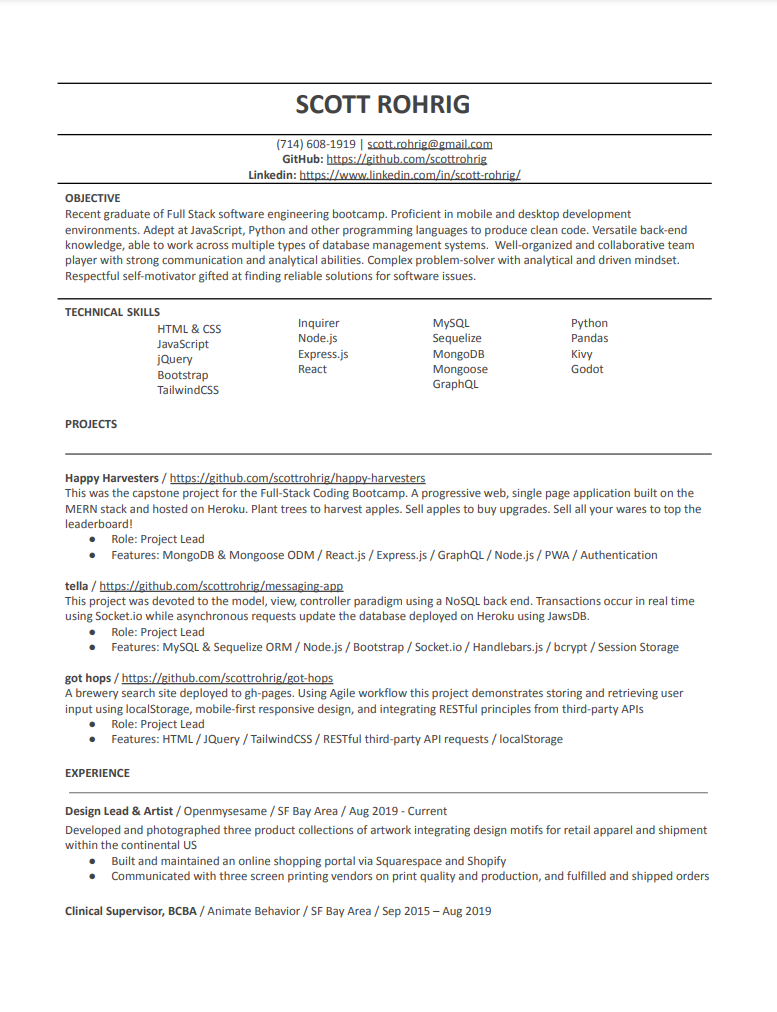 SCOTT ROHRIG
(714) 608-1919 | scott.rohrig@gmail.com
GitHub: https://github.com/scottrohrig
Linkedin: https://www.linkedin.com/in/scott-rohrig/
OBJECTIVE
Recent graduate of Full Stack software engineering bootcamp. Proficient in mobile and desktop development
environments. Adept at JavaScript, Python and other programming languages to produce clean code. Versatile back-end
knowledge, able to work across multiple types of database management systems.  Well-organized and collaborative team
player with strong communication and analytical abilities. Complex problem-solver with analytical and driven mindset.
Respectful self-motivator gifted at finding reliable solutions for software issues.
TECHNICAL SKILLS
HTML & CSS
JavaScript
jQuery
Bootstrap
TailwindCSS
Inquirer
Node.js
Express.js
React
MySQL
Sequelize
MongoDB
Mongoose
GraphQL
Python
Pandas
Kivy
Godot
PROJECTS
Happy Harvesters / https://github.com/scottrohrig/happy-harvesters
This was the capstone project for the Full-Stack Coding Bootcamp. A progressive web, single page application built on the
MERN stack and hosted on Heroku. Plant trees to harvest apples. Sell apples to buy upgrades. Sell all your wares to top the
leaderboard!
● Role: Project Lead
● Features: MongoDB & Mongoose ODM / React.js / Express.js / GraphQL / Node.js / PWA / Authentication
tella / https://github.com/scottrohrig/messaging-app
This project was devoted to the model, view, controller paradigm using a NoSQL back end. Transactions occur in real time
using Socket.io while asynchronous requests update the database deployed on Heroku using JawsDB.
● Role: Project Lead
● Features: MySQL & Sequelize ORM / Node.js / Bootstrap / Socket.io / Handlebars.js / bcrypt / Session Storage
got hops / https://github.com/scottrohrig/got-hops
A brewery search site deployed to gh-pages. Using Agile workflow this project demonstrates storing and retrieving user
input using localStorage, mobile-first responsive design, and integrating RESTful principles from third-party APIs
● Role: Project Lead
● Features: HTML / JQuery / TailwindCSS / RESTful third-party API requests / localStorage
EXPERIENCE
Design Lead & Artist / Openmysesame / SF Bay Area / Aug 2019 - Current
Developed and photographed three product collections of artwork integrating design motifs for retail apparel and shipment
within the continental US
● Built and maintained an online shopping portal via Squarespace and Shopify
● Communicated with three screen printing vendors on print quality and production, and fulfilled and shipped orders
Clinical Supervisor, BCBA / Animate Behavior / SF Bay Area / Sep 2015 – Aug 2019